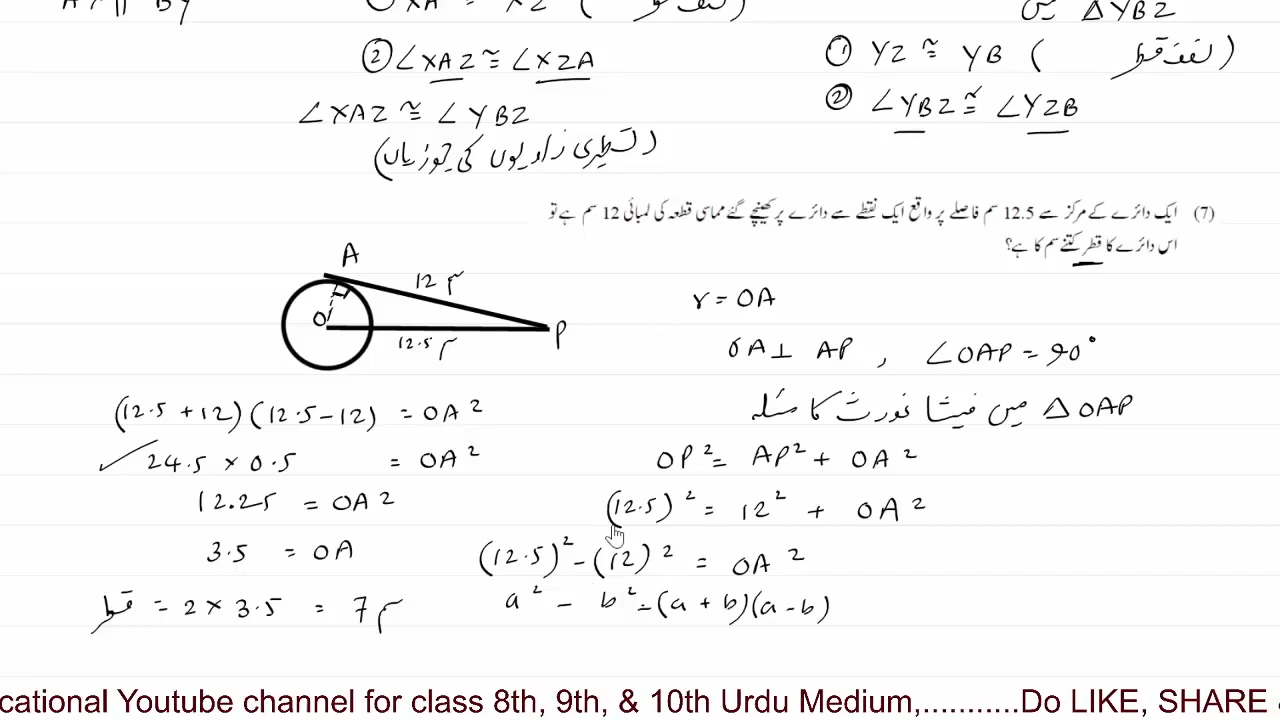 ② ∠XAZ ≅ ∠XZA
∠XAZ ≅ ∠YBZ
(نظیری زاویوں کی جوڑیاں)
میں △YBZ
① YZ ≅ YB (نصف قطر)
② ∠YBZ ≅ ∠YZB
(7) ایک دائرے کے مرکز سے 12.5 سم فاصلے پر واقع ایک نقطے سے دائرے پر کھینچے گئے مماسی قطعہ کی لمبائی 12 سم ہے تو
اس دائرے کا قطر کتنے سم کا ہے؟
A
12 سم
O
P
12.5 سم
r = OA
OA ⊥ AP , ∠OAP = 90°
△OAP میں فیثا غورث کا مسئلہ
OP² = AP² + OA²
(12.5)² = 12² + OA²
(12.5)² - (12)² = OA²
a² - b² = (a + b)(a - b)
(12.5 + 12)(12.5 - 12) = OA²
24.5 × 0.5 = OA²
12.25 = OA²
3.5 = OA
قطر = 2 × 3.5 = 7 سم
cational Youtube channel for class 8th, 9th, & 10th Urdu Medium,...........Do LIKE, SHARE